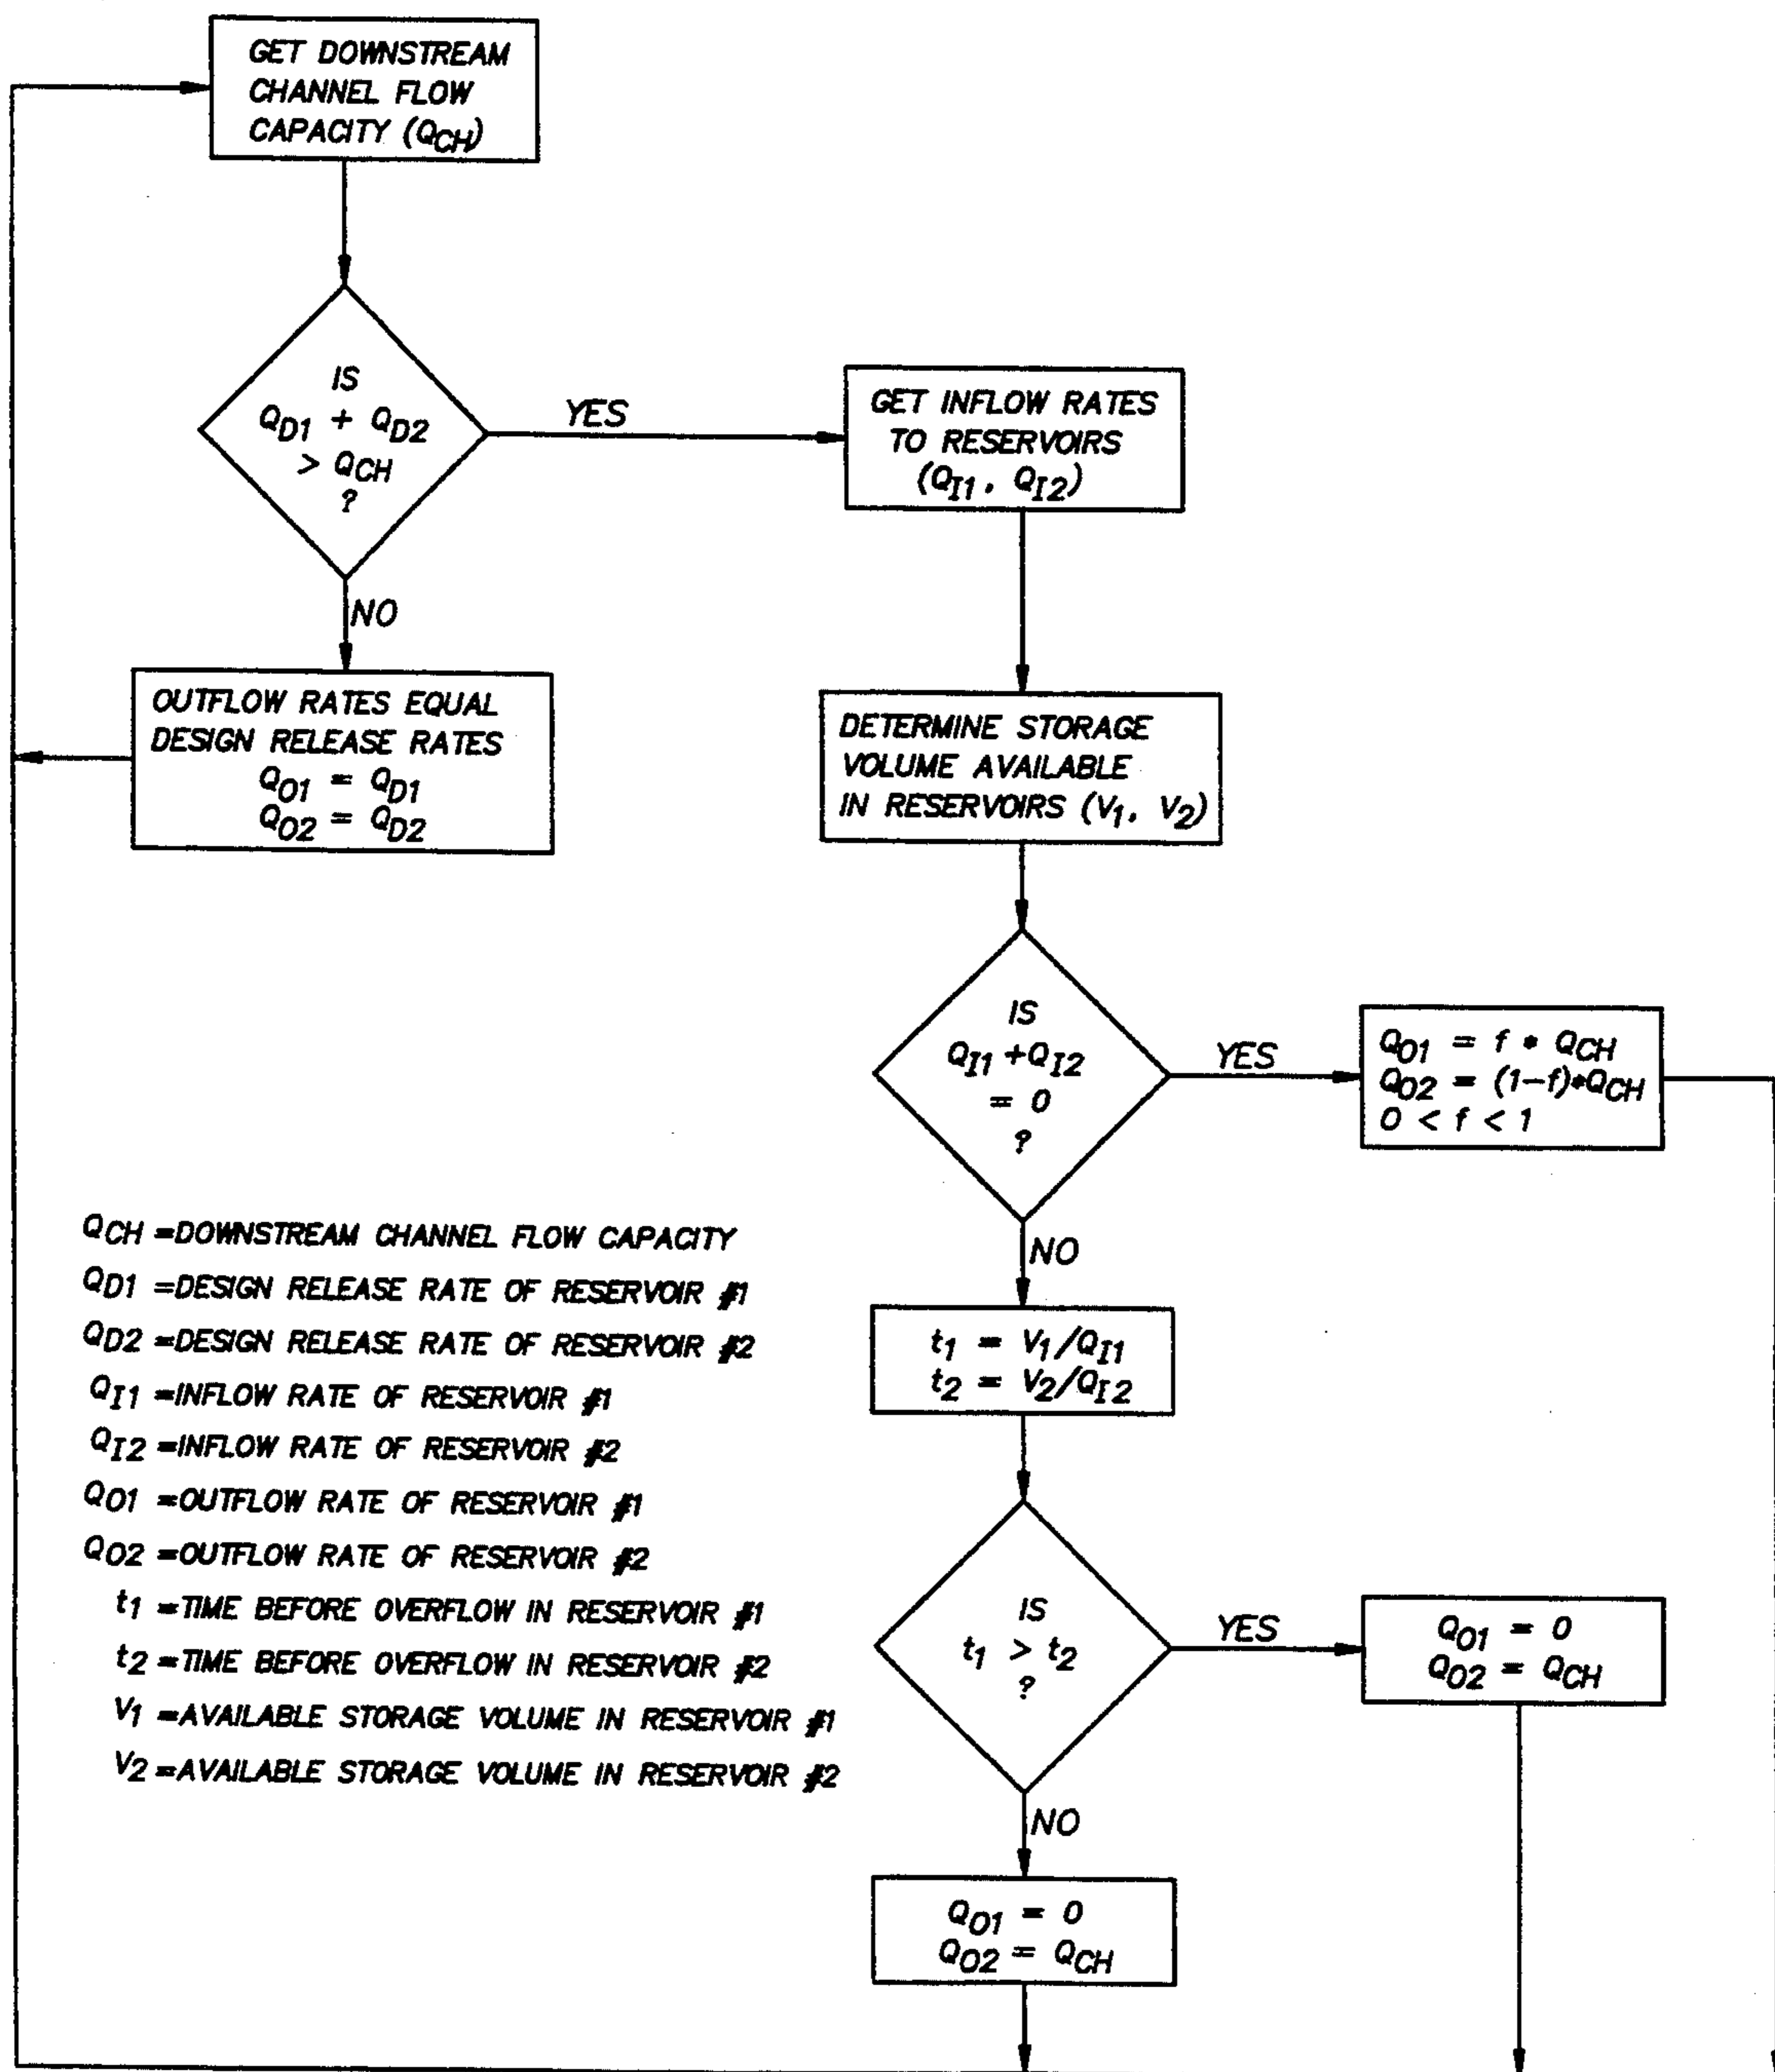 GET DOWNSTREAM
CHANNEL FLOW
CAPACITY (QCH)
IS
QD1 + QD2
> QCH
?
YES
NO
OUTFLOW RATES EQUAL
DESIGN RELEASE RATES
QO1 = QD1
QO2 = QD2
GET INFLOW RATES
TO RESERVOIRS
(QI1, QI2)
DETERMINE STORAGE
VOLUME AVAILABLE
IN RESERVOIRS (V1, V2)
IS
QI1 +QI2
= 0
?
YES
QO1 = f * QCH
QO2 = (1-f)*QCH
0 < f < 1
NO
t1 = V1/QI1
t2 = V2/QI2
IS
t1 > t2
?
YES
QO1 = 0
QO2 = QCH
NO
QO1 = 0
QO2 = QCH
QCH =DOWNSTREAM CHANNEL FLOW CAPACITY
QD1 =DESIGN RELEASE RATE OF RESERVOIR #1
QD2 =DESIGN RELEASE RATE OF RESERVOIR #2
QI1 =INFLOW RATE OF RESERVOIR #1
QI2 =INFLOW RATE OF RESERVOIR #2
QO1 =OUTFLOW RATE OF RESERVOIR #1
QO2 =OUTFLOW RATE OF RESERVOIR #2
t1 =TIME BEFORE OVERFLOW IN RESERVOIR #1
t2 =TIME BEFORE OVERFLOW IN RESERVOIR #2
V1 =AVAILABLE STORAGE VOLUME IN RESERVOIR #1
V2 =AVAILABLE STORAGE VOLUME IN RESERVOIR #2